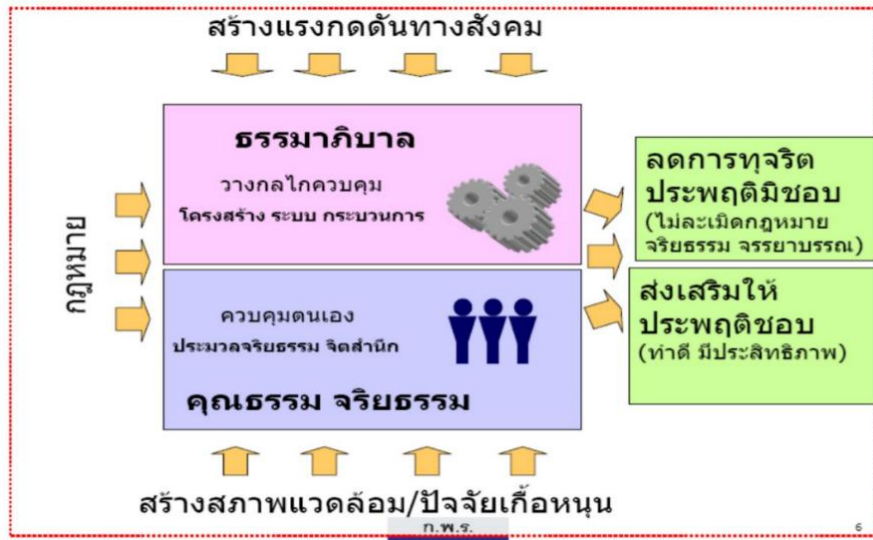 สร้างแรงกดดันทางสังคม
กฎหมาย
ธรรมาภิบาล
วางกลไกควบคุม
โครงสร้าง ระบบ กระบวนการ
ควบคุมตนเอง
ประมวลจริยธรรม จิตสำนึก
คุณธรรม จริยธรรม
ลดการทุจริต
ประพฤติมิชอบ
(ไม่ละเมิดกฎหมาย
จริยธรรม จรรยาบรรณ)
ส่งเสริมให้
ประพฤติชอบ
(ทำดี มีประสิทธิภาพ)
สร้างสภาพแวดล้อม/ปัจจัยเกื้อหนุน
ก.พ.ร.
6